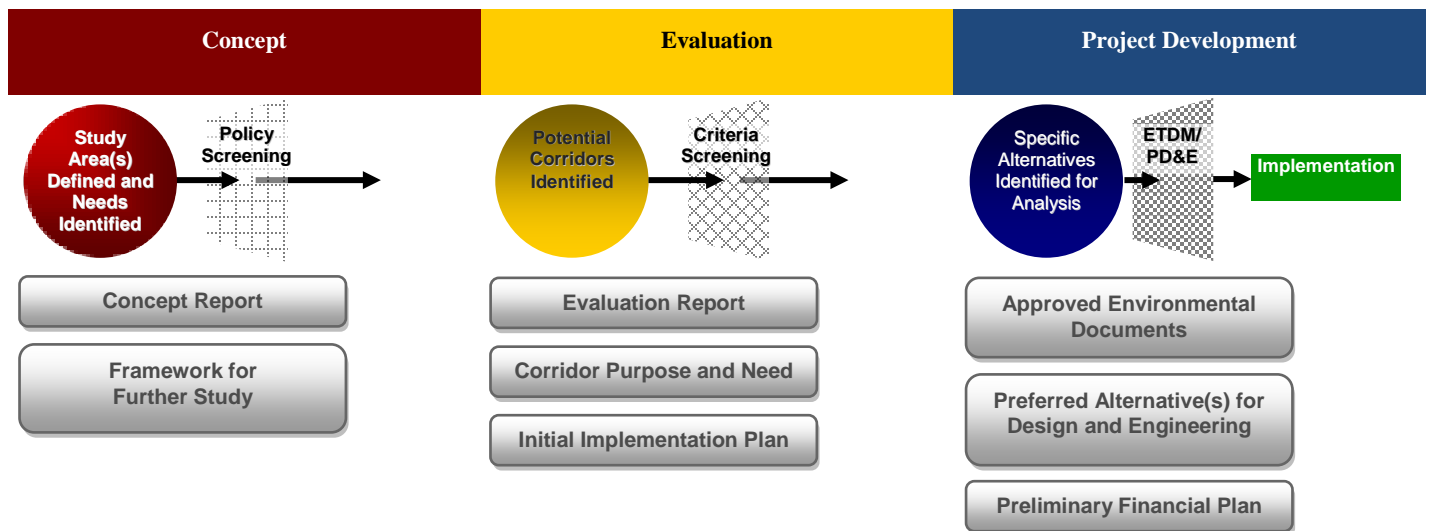 Concept
Evaluation
Project Development
Study
Area(s)
Defined and
Needs
Identified
Policy
Screening
Potential
Corridors
Identified
Criteria
Screening
Specific
Alternatives
Identified for
Analysis
ETDM/
PD&E
Implementation
Concept Report
Framework for
Further Study
Evaluation Report
Corridor Purpose and Need
Initial Implementation Plan
Approved Environmental
Documents
Preferred Alternative(s) for
Design and Engineering
Preliminary Financial Plan